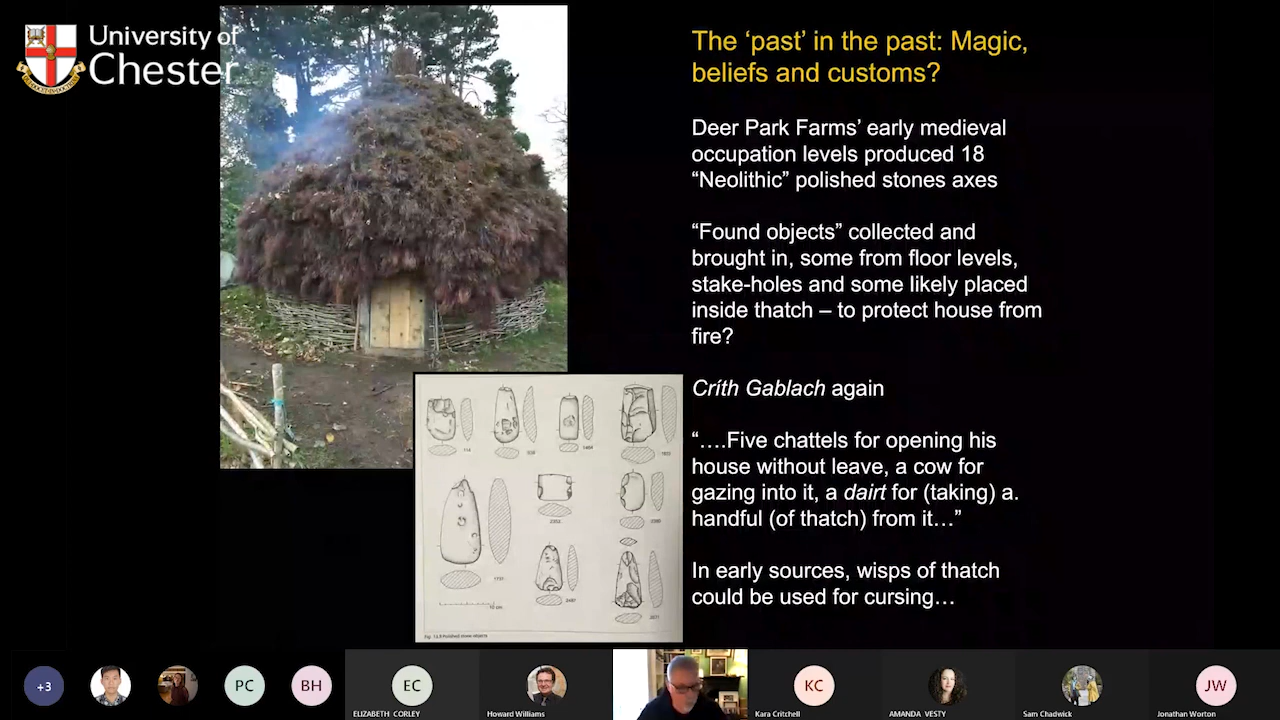 University of
Chester
The ‘past’ in the past: Magic,
beliefs and customs?
Deer Park Farms’ early medieval
occupation levels produced 18
“Neolithic” polished stones axes
“Found objects” collected and
brought in, some from floor levels,
stake-holes and some likely placed
inside thatch – to protect house from
fire?
Críth Gablach again
“….Five chattels for opening his
house without leave, a cow for
gazing into it, a dairt for (taking) a.
handful (of thatch) from it…”
In early sources, wisps of thatch
could be used for cursing…
10 cm
+3
PC
BH
EC
ELIZABETH CORLEY
Howard Williams
KC
Kara Critchell
AMANDA VESTY
Sam Chadwick
JW
Jonathan Worton